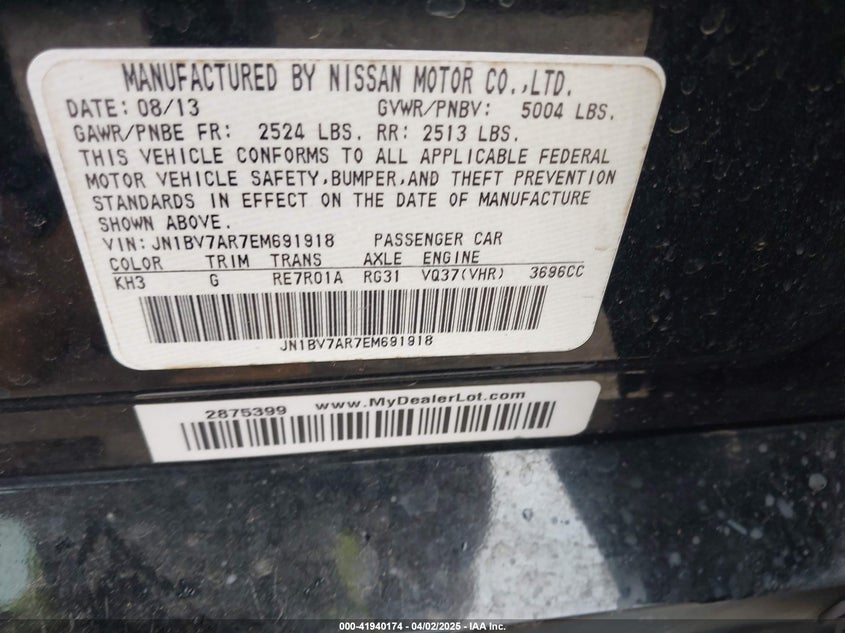 MANUFACTURED BY NISSAN MOTOR CO.,LTD.
DATE: 08/13 GVWR/PNBV: 5004 LBS.
GAWR/PNBE FR: 2524 LBS. RR: 2513 LBS.
THIS VEHICLE CONFORMS TO ALL APPLICABLE FEDERAL
MOTOR VEHICLE SAFETY,BUMPER,AND THEFT PREVENTION
STANDARDS IN EFFECT ON THE DATE OF MANUFACTURE
SHOWN ABOVE.
VIN: JN1BV7AR7EM691918 PASSENGER CAR
COLOR TRIM TRANS AXLE ENGINE
KH3 G RE7R01A RG31 VQ37(VHR) 3696CC
JN1BV7AR7EM691918
2875399 www.MyDealerLot.com
000-41940174 | 04/02/2025 - IAA Inc.